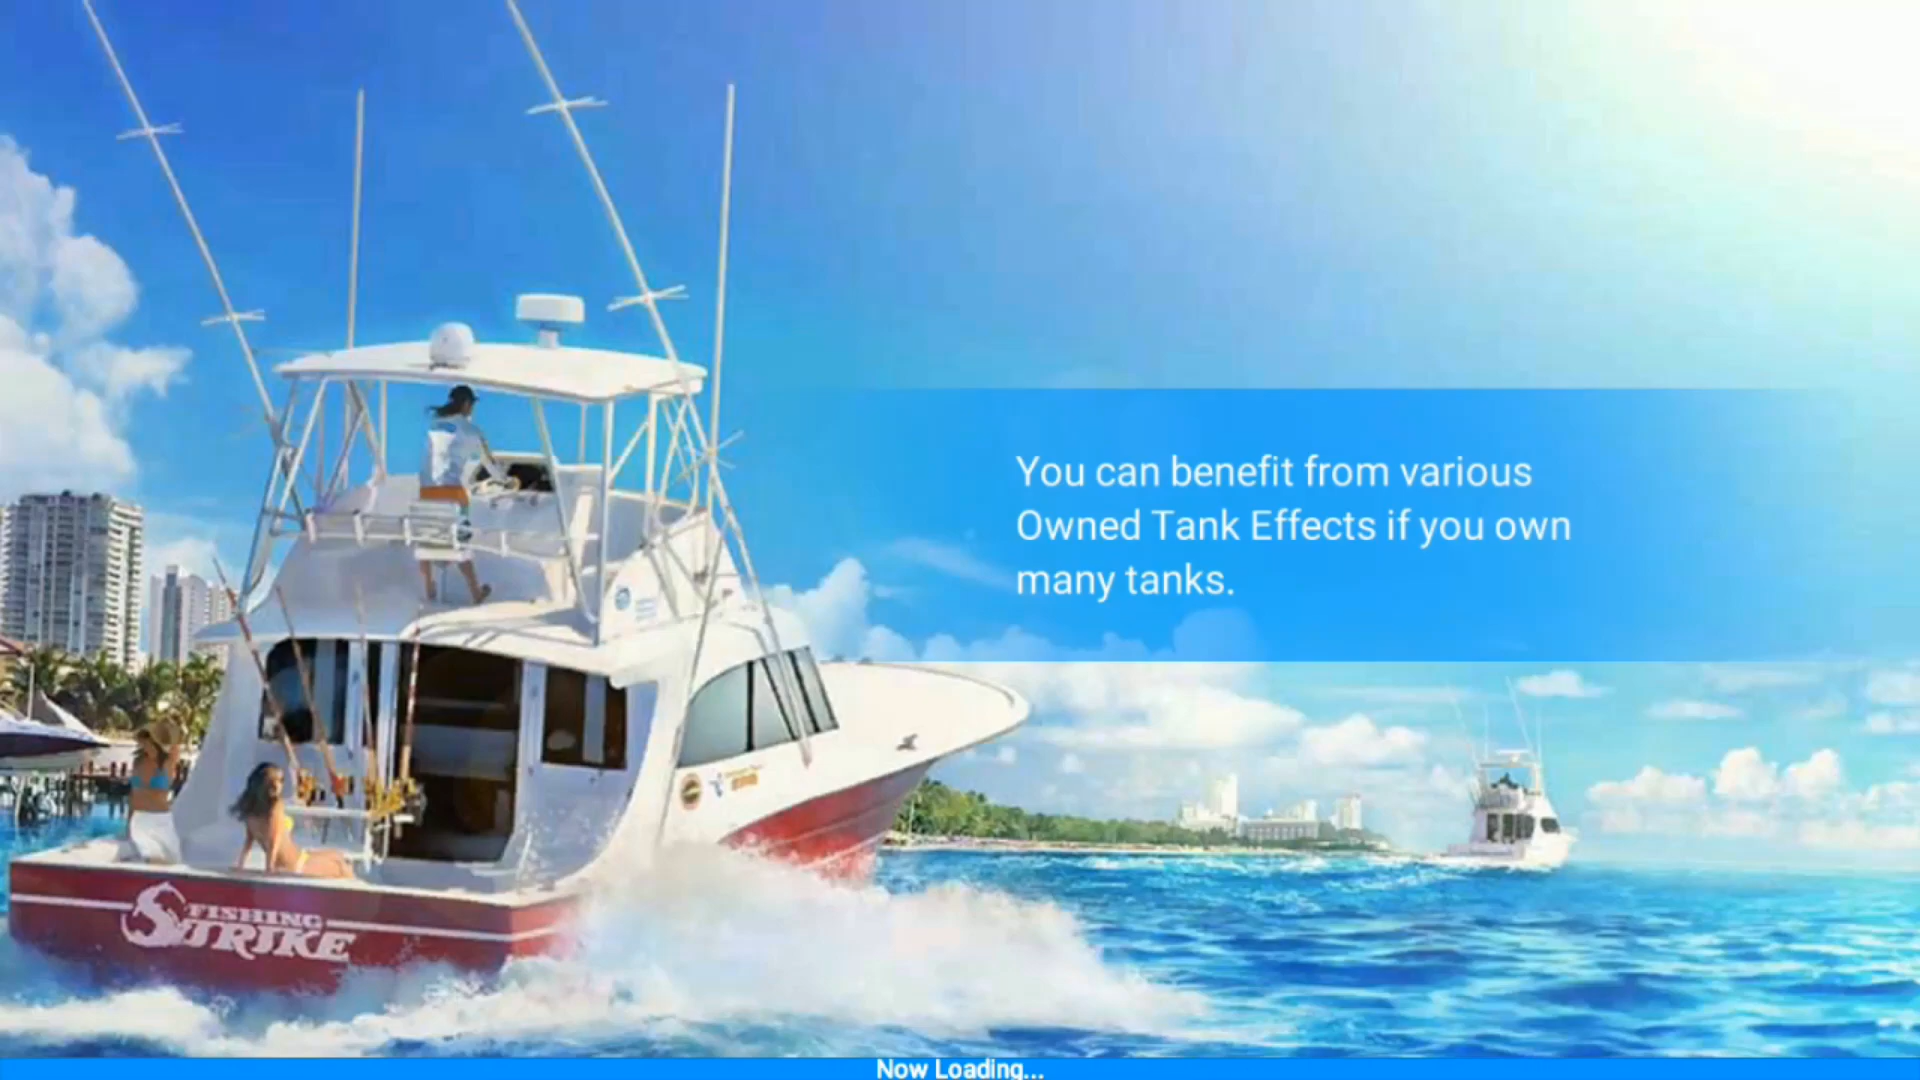 You can benefit from various
Owned Tank Effects if you own
many tanks.
FISHING
STRIKE
Now Loading...